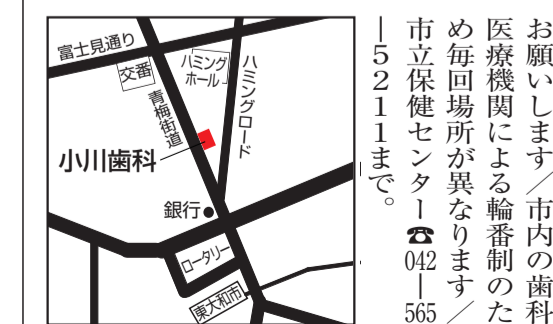 お願いします／市内の歯科
医療機関による輪番制のた
め毎回場所が異なります／
市立保健センター☎042―565
―5211まで。
富士見通り
交番
ハミング
ホール
ハミングロード
青梅街道
小川歯科
銀行
ロータリー
東大和市